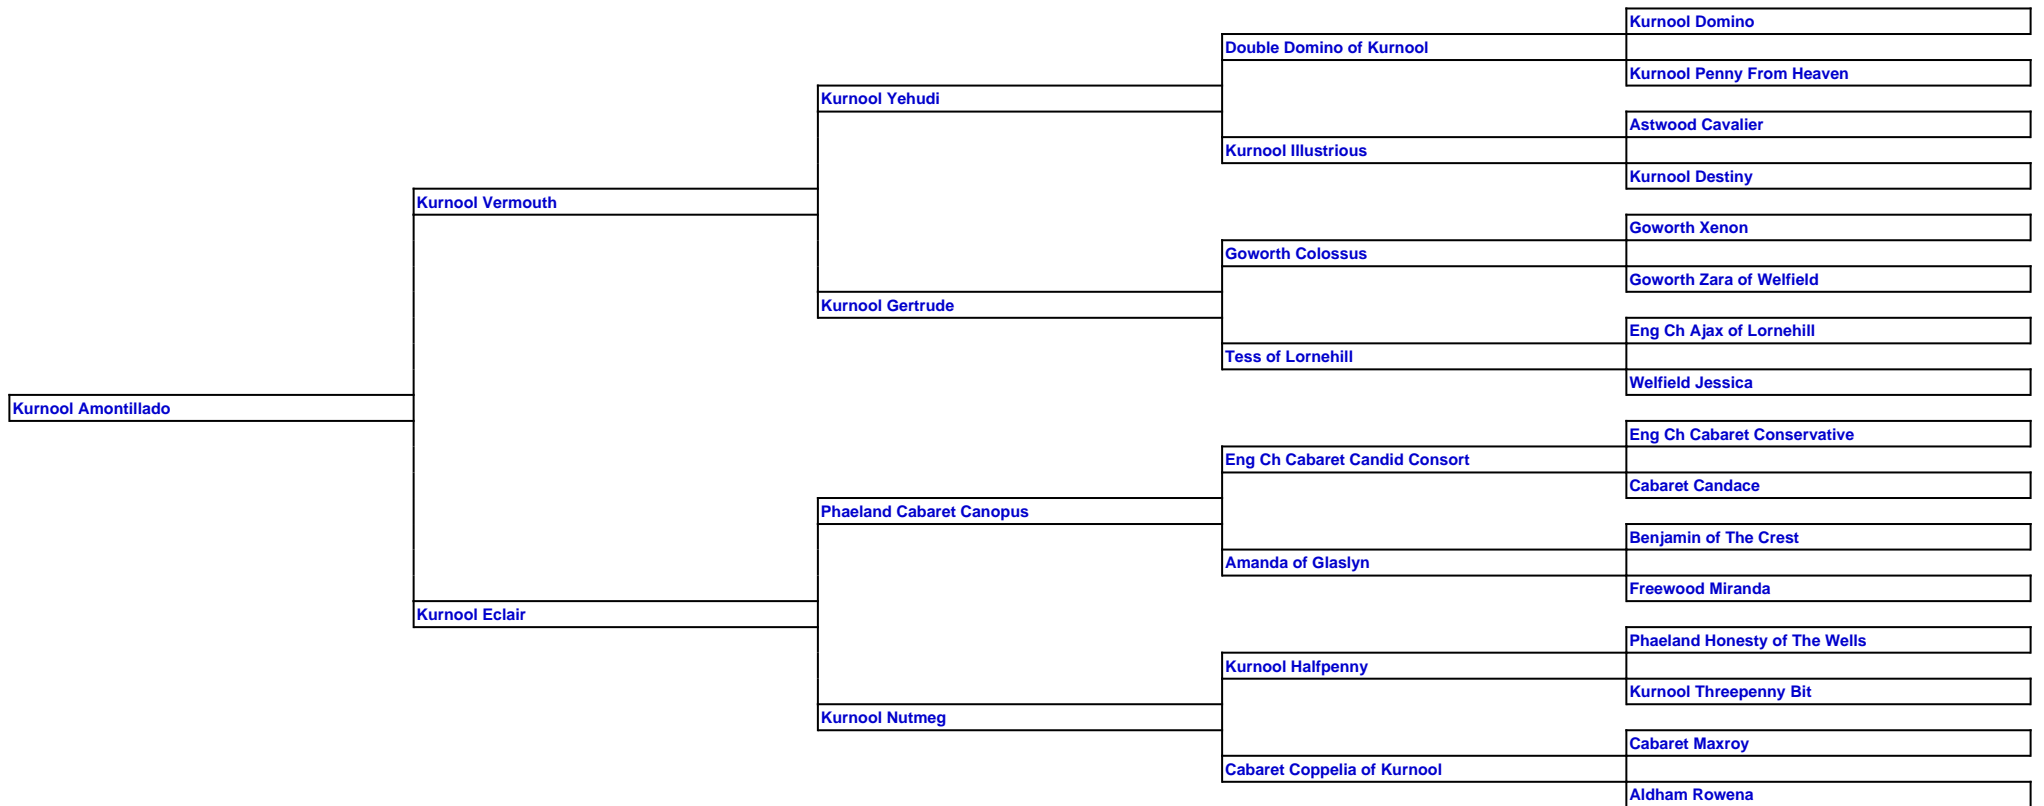 Kurnool Domino
Double Domino of Kurnool
Kurnool Penny From Heaven
Kurnool Yehudi
Astwood Cavalier
Kurnool Illustrious
Kurnool Destiny
Kurnool Vermouth
Goworth Xenon
Goworth Colossus
Goworth Zara of Welfield
Kurnool Gertrude
Eng Ch Ajax of Lornehill
Tess of Lornehill
Welfield Jessica
Kurnool Amontillado
Eng Ch Cabaret Conservative
Eng Ch Cabaret Candid Consort
Cabaret Candace
Phaeland Cabaret Canopus
Benjamin of The Crest
Amanda of Glaslyn
Freewood Miranda
Kurnool Eclair
Phaeland Honesty of The Wells
Kurnool Halfpenny
Kurnool Threepenny Bit
Kurnool Nutmeg
Cabaret Maxroy
Cabaret Coppelia of Kurnool
Aldham Rowena